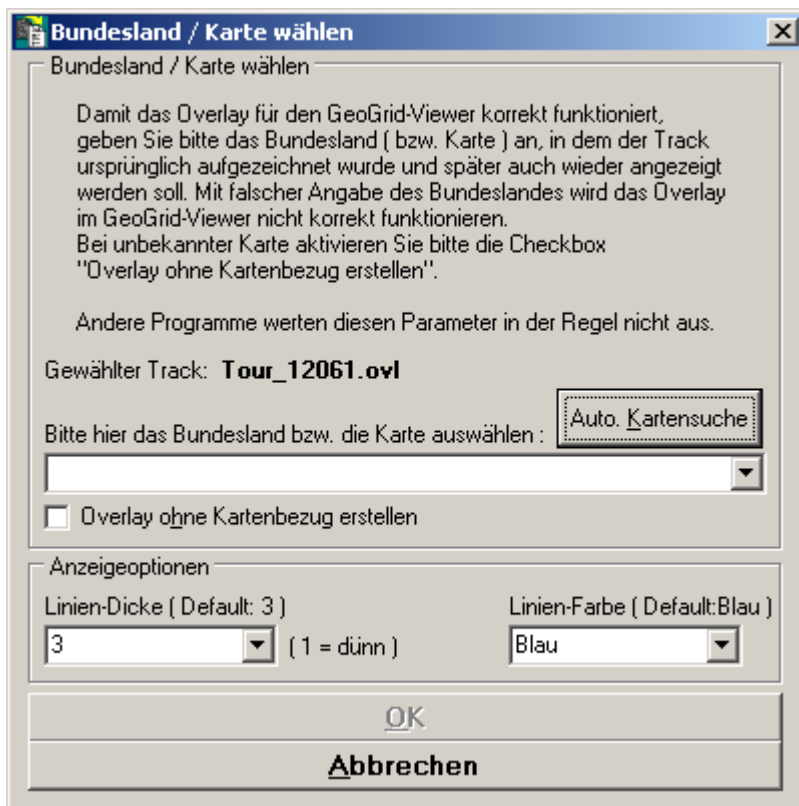 Bundesland / Karte wählen
Bundesland / Karte wählen
Damit das Overlay für den GeoGrid-Viewer korrekt funktioniert,
geben Sie bitte das Bundesland ( bzw. Karte ) an, in dem der Track
ursprünglich aufgezeichnet wurde und später auch wieder angezeigt
werden soll. Mit falscher Angabe des Bundeslandes wird das Overlay
im GeoGrid-Viewer nicht korrekt funktionieren.
Bei unbekannter Karte aktivieren Sie bitte die Checkbox
"Overlay ohne Kartenbezug erstellen".
Andere Programme werten diesen Parameter in der Regel nicht aus.
Gewählter Track: Tour_12061.ovl
Auto. Kartensuche
Bitte hier das Bundesland bzw. die Karte auswählen :
Overlay ohne Kartenbezug erstellen
Anzeigeoptionen
Linien-Dicke ( Default: 3 ) Linien-Farbe ( Default:Blau )
3 ( 1 = dünn ) Blau
OK
Abbrechen